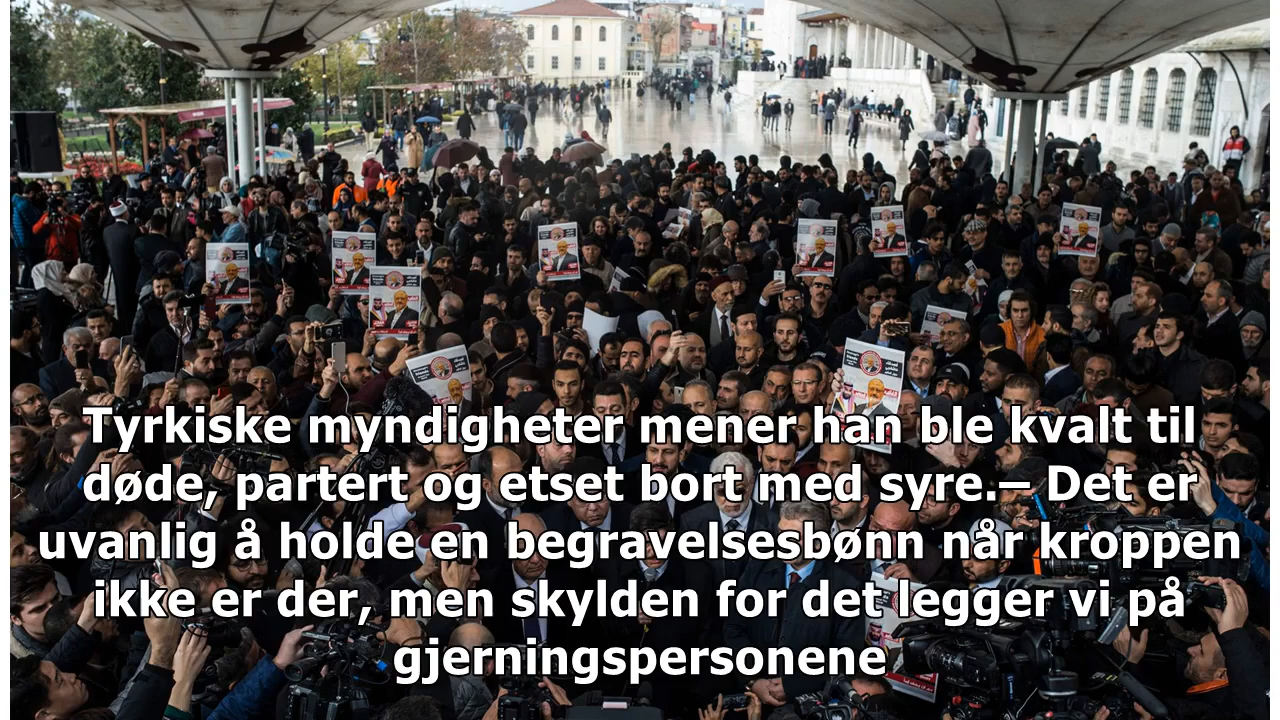 Tyrkiske myndigheter mener han ble kvalt til
døde, partert og etset bort med syre.– Det er
uvanlig å holde en begravelsesbønn når kroppen
ikke er der, men skylden for det legger vi på
gjerningspersonene